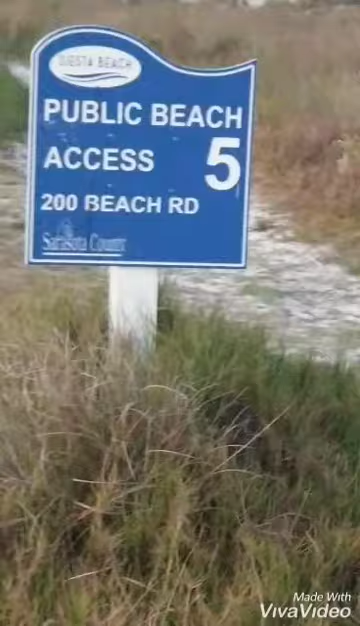 SIESTA BEACH
PUBLIC BEACH
ACCESS 5
200 BEACH RD
Sarasota County
Made With
VivaVideo